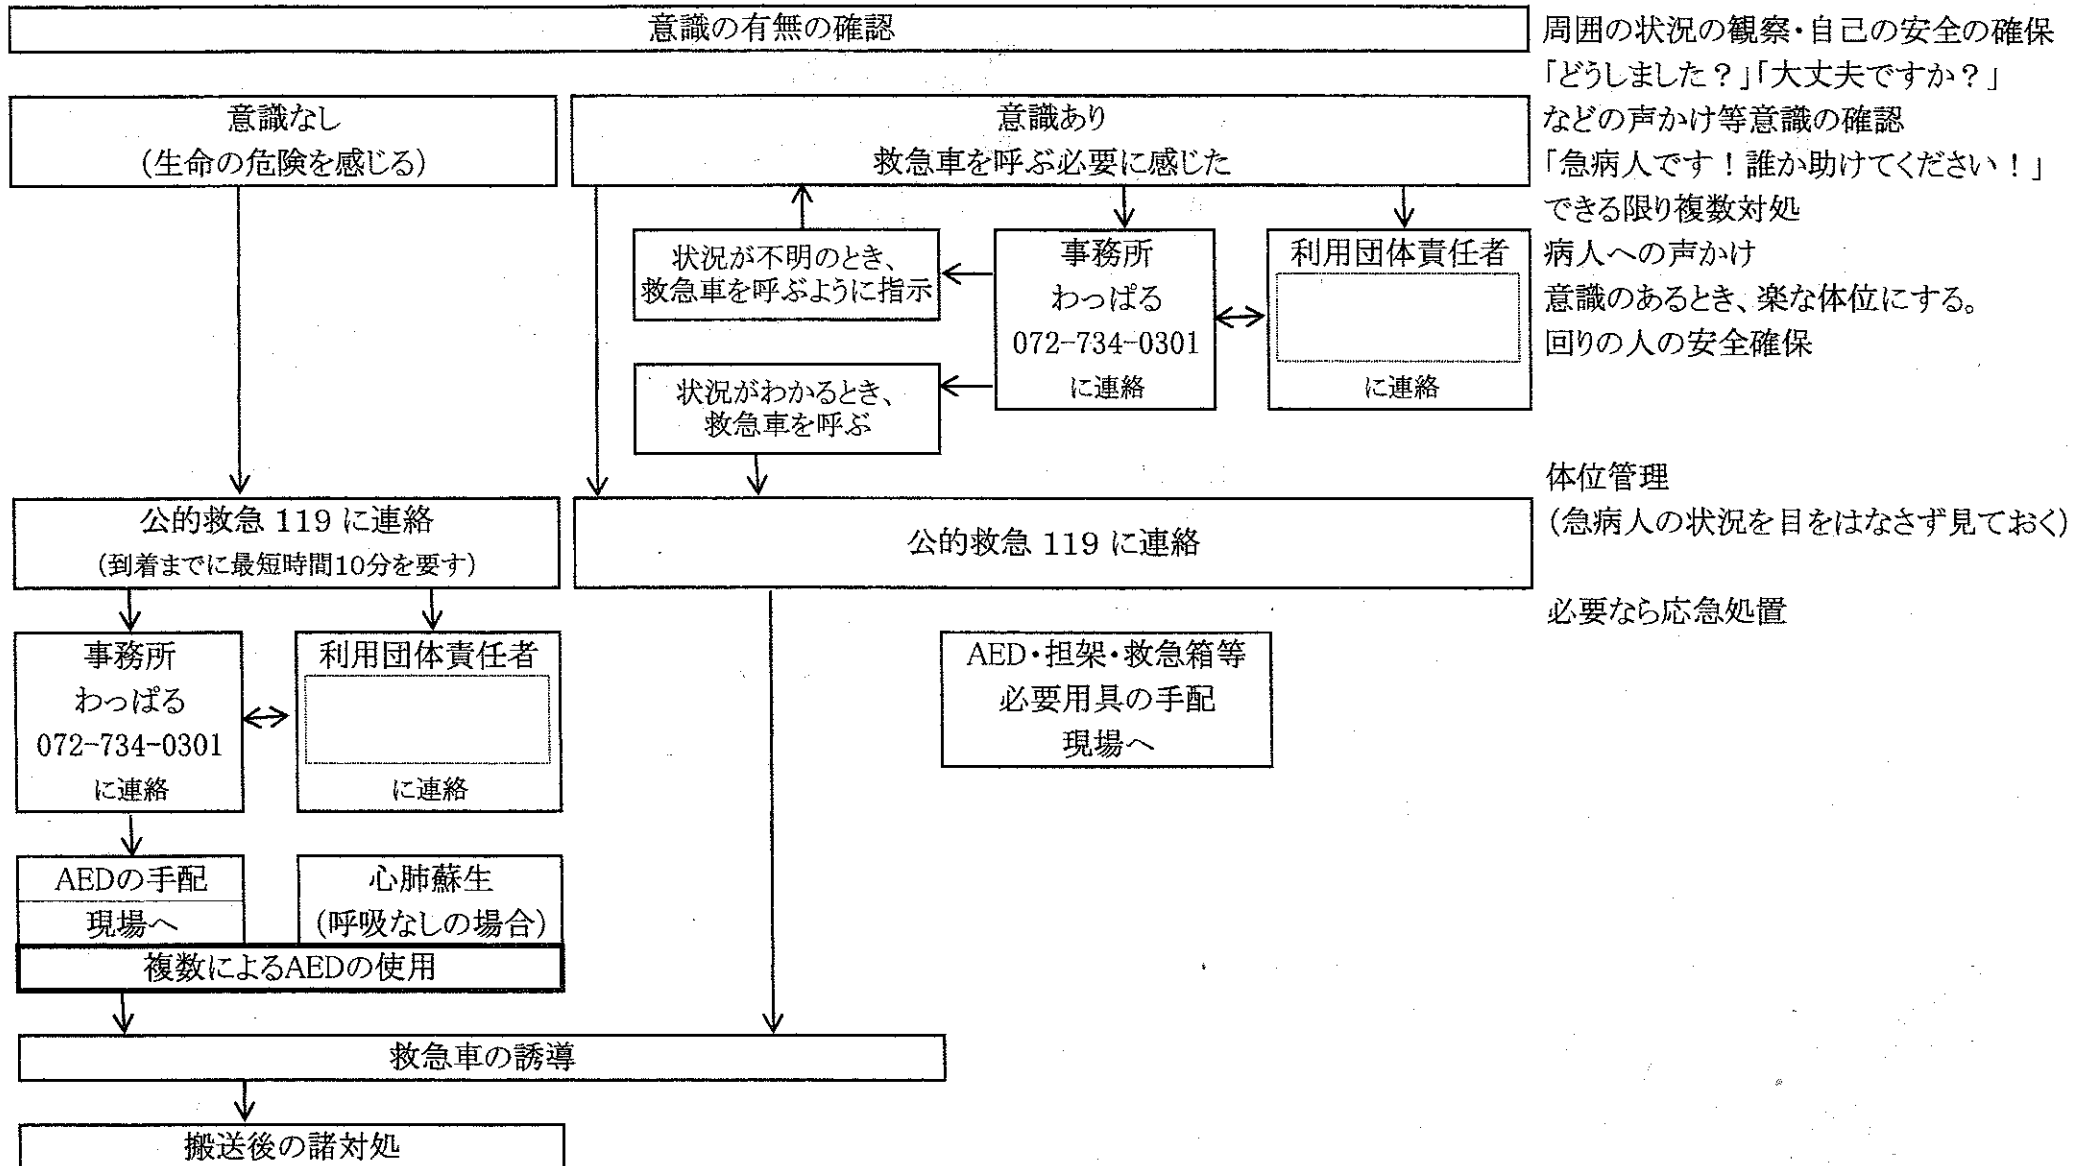 意識の有無の確認
周囲の状況の観察・自己の安全の確保
「どうしました？」「大丈夫ですか？」
などの声かけ等意識の確認
「急病人です！誰か助けてください！」
できる限り複数対処
病人への声かけ
意識のあるとき、楽な体位にする。
回りの人の安全確保
意識なし
（生命の危険を感じる）
意識あり
救急車を呼ぶ必要に感じた
状況が不明のとき、
救急車を呼ぶように指示
事務所
わっぱる
072-734-0301
に連絡
利用団体責任者
に連絡
状況がわかるとき、
救急車を呼ぶ
体位管理
（急病人の状況を目をはなさず見ておく）
必要なら応急処置
公的救急 119 に連絡
（到着までに最短時間10分を要す）
公的救急 119 に連絡
事務所
わっぱる
072-734-0301
に連絡
利用団体責任者
に連絡
AED・担架・救急箱等
必要用具の手配
現場へ
AEDの手配
現場へ
心肺蘇生
（呼吸なしの場合）
複数によるAEDの使用
救急車の誘導
搬送後の諸対処